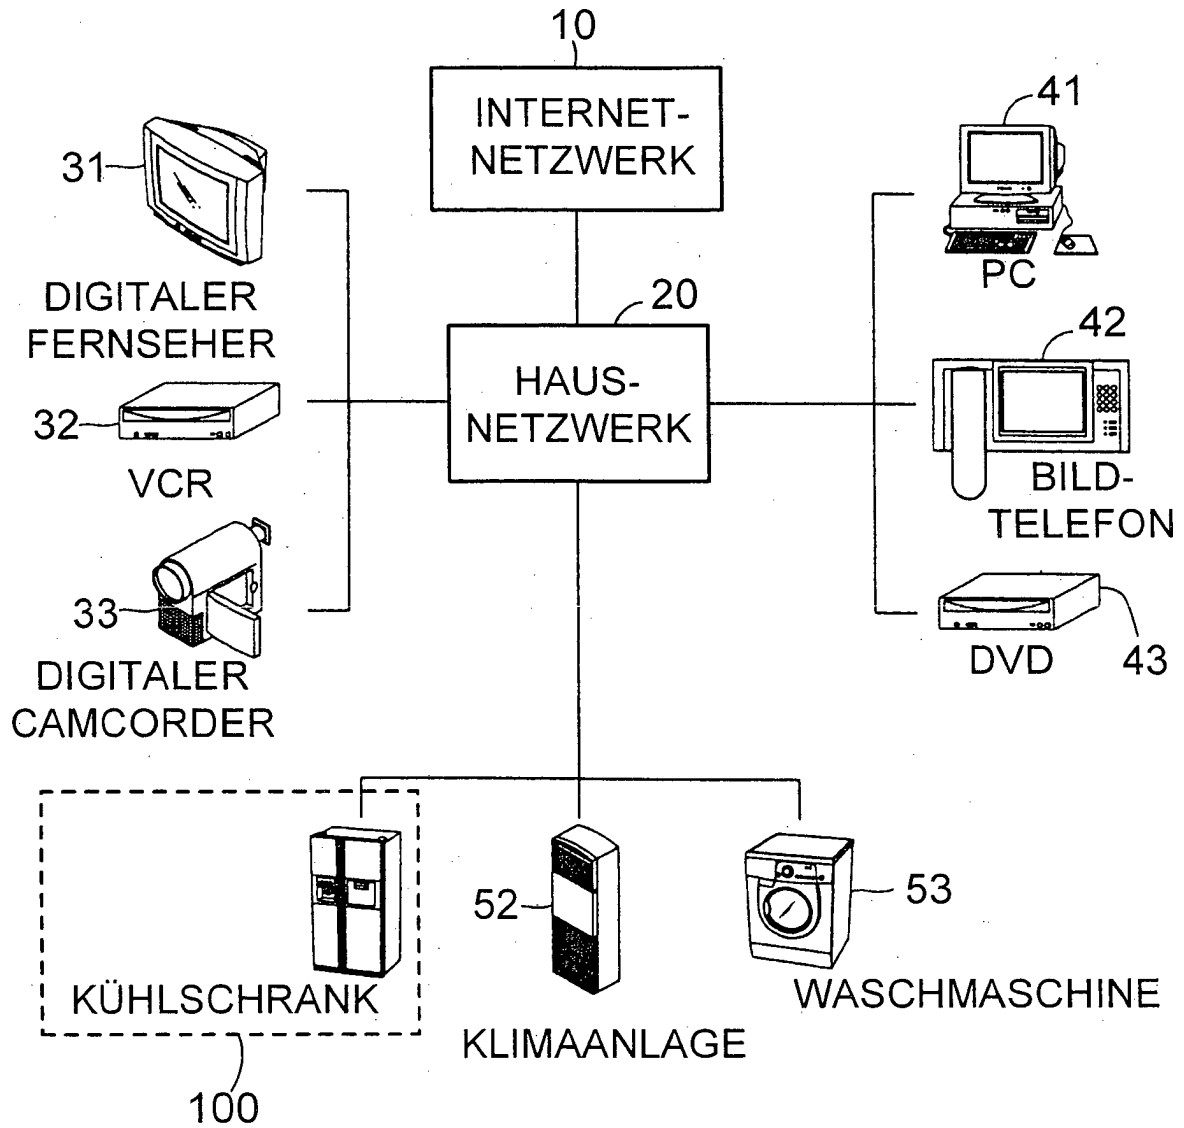 10
INTERNET-
NETZWERK
31
DIGITALER
FERNSEHER
41
PC
20
HAUS-
NETZWERK
32
VCR
42
BILD-
TELEFON
33
DIGITALER
CAMCORDER
DVD
43
KÜHLSCHRANK
100
52
KLIMAANLAGE
53
WASCHMASCHINE